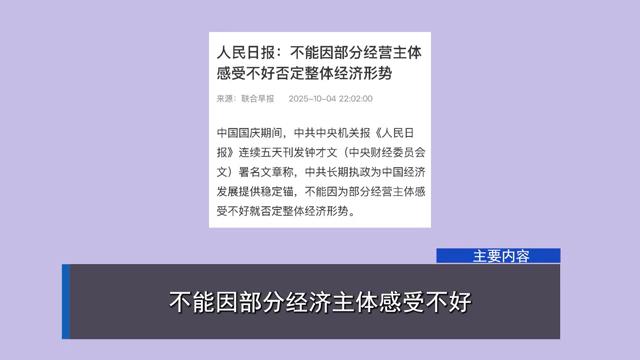 人民日报：不能因部分经营主体
感受不好否定整体经济形势
来源：联合早报 2025-10-04 22:02:00
中国国庆期间，中共中央机关报《人民日
报》连续五天刊发钟才文（中央财经委员会
文）署名文章称，中共长期执政为中国经济
发展提供稳定锚，不能因为部分经营主体感
受不好就否定整体经济形势。
主要内容
不能因部分经济主体感受不好